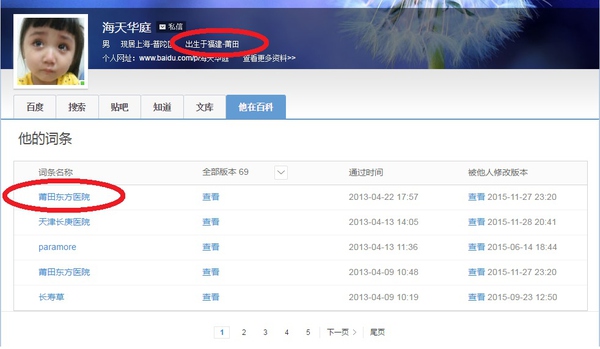 海天华庭 私信
男 现居上海-普陀区 出生于福建-莆田
个人网址：www.baidu.com/p/海天华庭 查看更多资料>>
百度 搜索 贴吧 知道 文库 他在百科
他的词条
词条名称 全部版本 69 通过时间 被他人修改版本
莆田东方医院 查看 2013-04-22 17:57 查看 2015-11-27 23:20
天津长庚医院 查看 2013-04-13 14:05 查看 2015-11-28 20:41
paramore 查看 2013-04-13 11:36 查看 2015-06-14 18:44
莆田东方医院 查看 2013-04-09 10:48 查看 2015-11-27 23:20
长寿草 查看 2013-04-09 10:19 查看 2015-09-23 12:50
1 2 3 4 5 下一页> 尾页